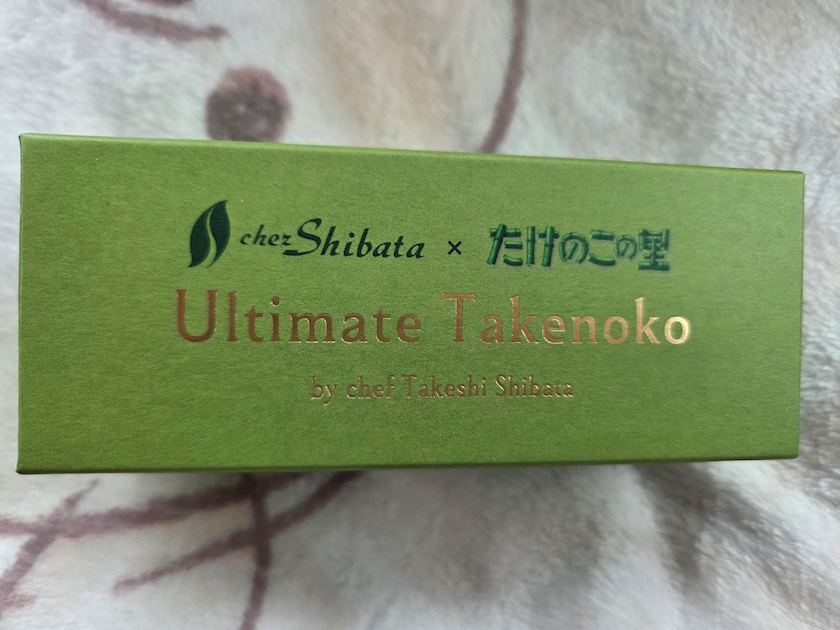 chez Shibata × たけのこの里
Ultimate Takenoko
by chef Takeshi Shibata